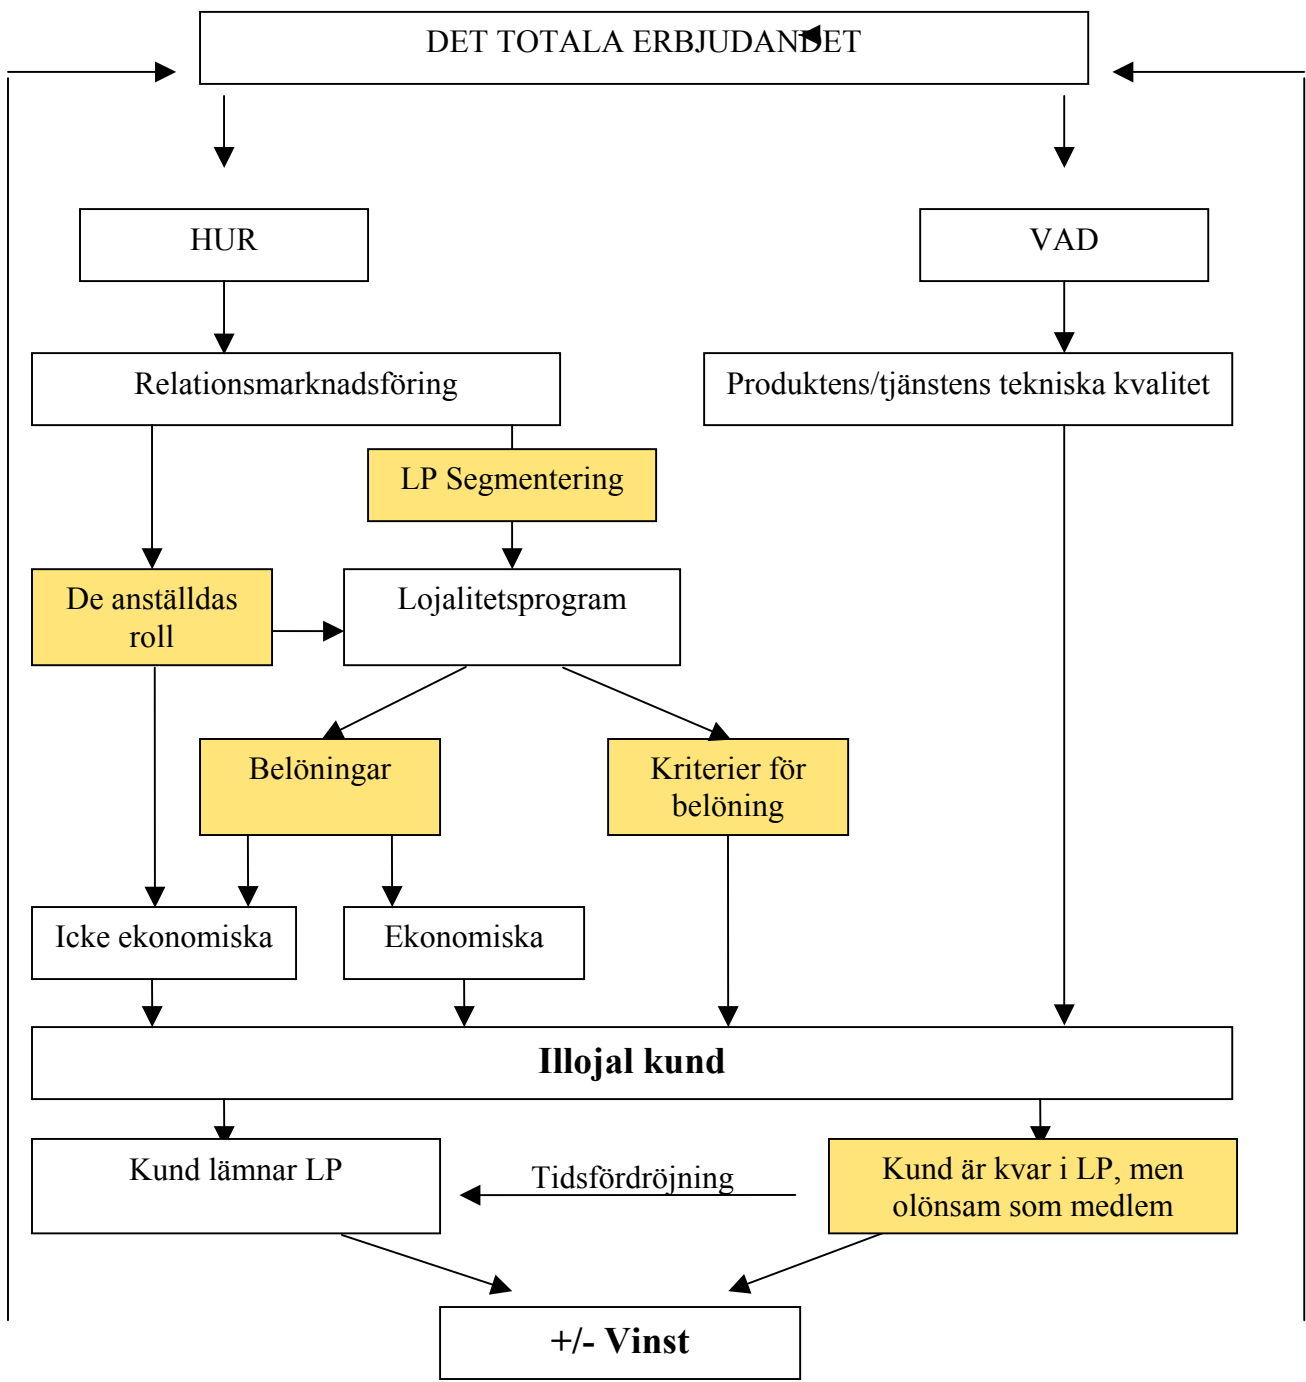 DET TOTALA ERBJUDANDET
HUR
VAD
Relationsmarknadsföring
Produktens/tjänstens tekniska kvalitet
LP Segmentering
De anställdas
roll
Lojalitetsprogram
Belöningar
Kriterier för
belöning
Icke ekonomiska
Ekonomiska
Illojal kund
Kund lämnar LP
Tidsfördröjning
Kund är kvar i LP, men
olönsam som medlem
+/- Vinst